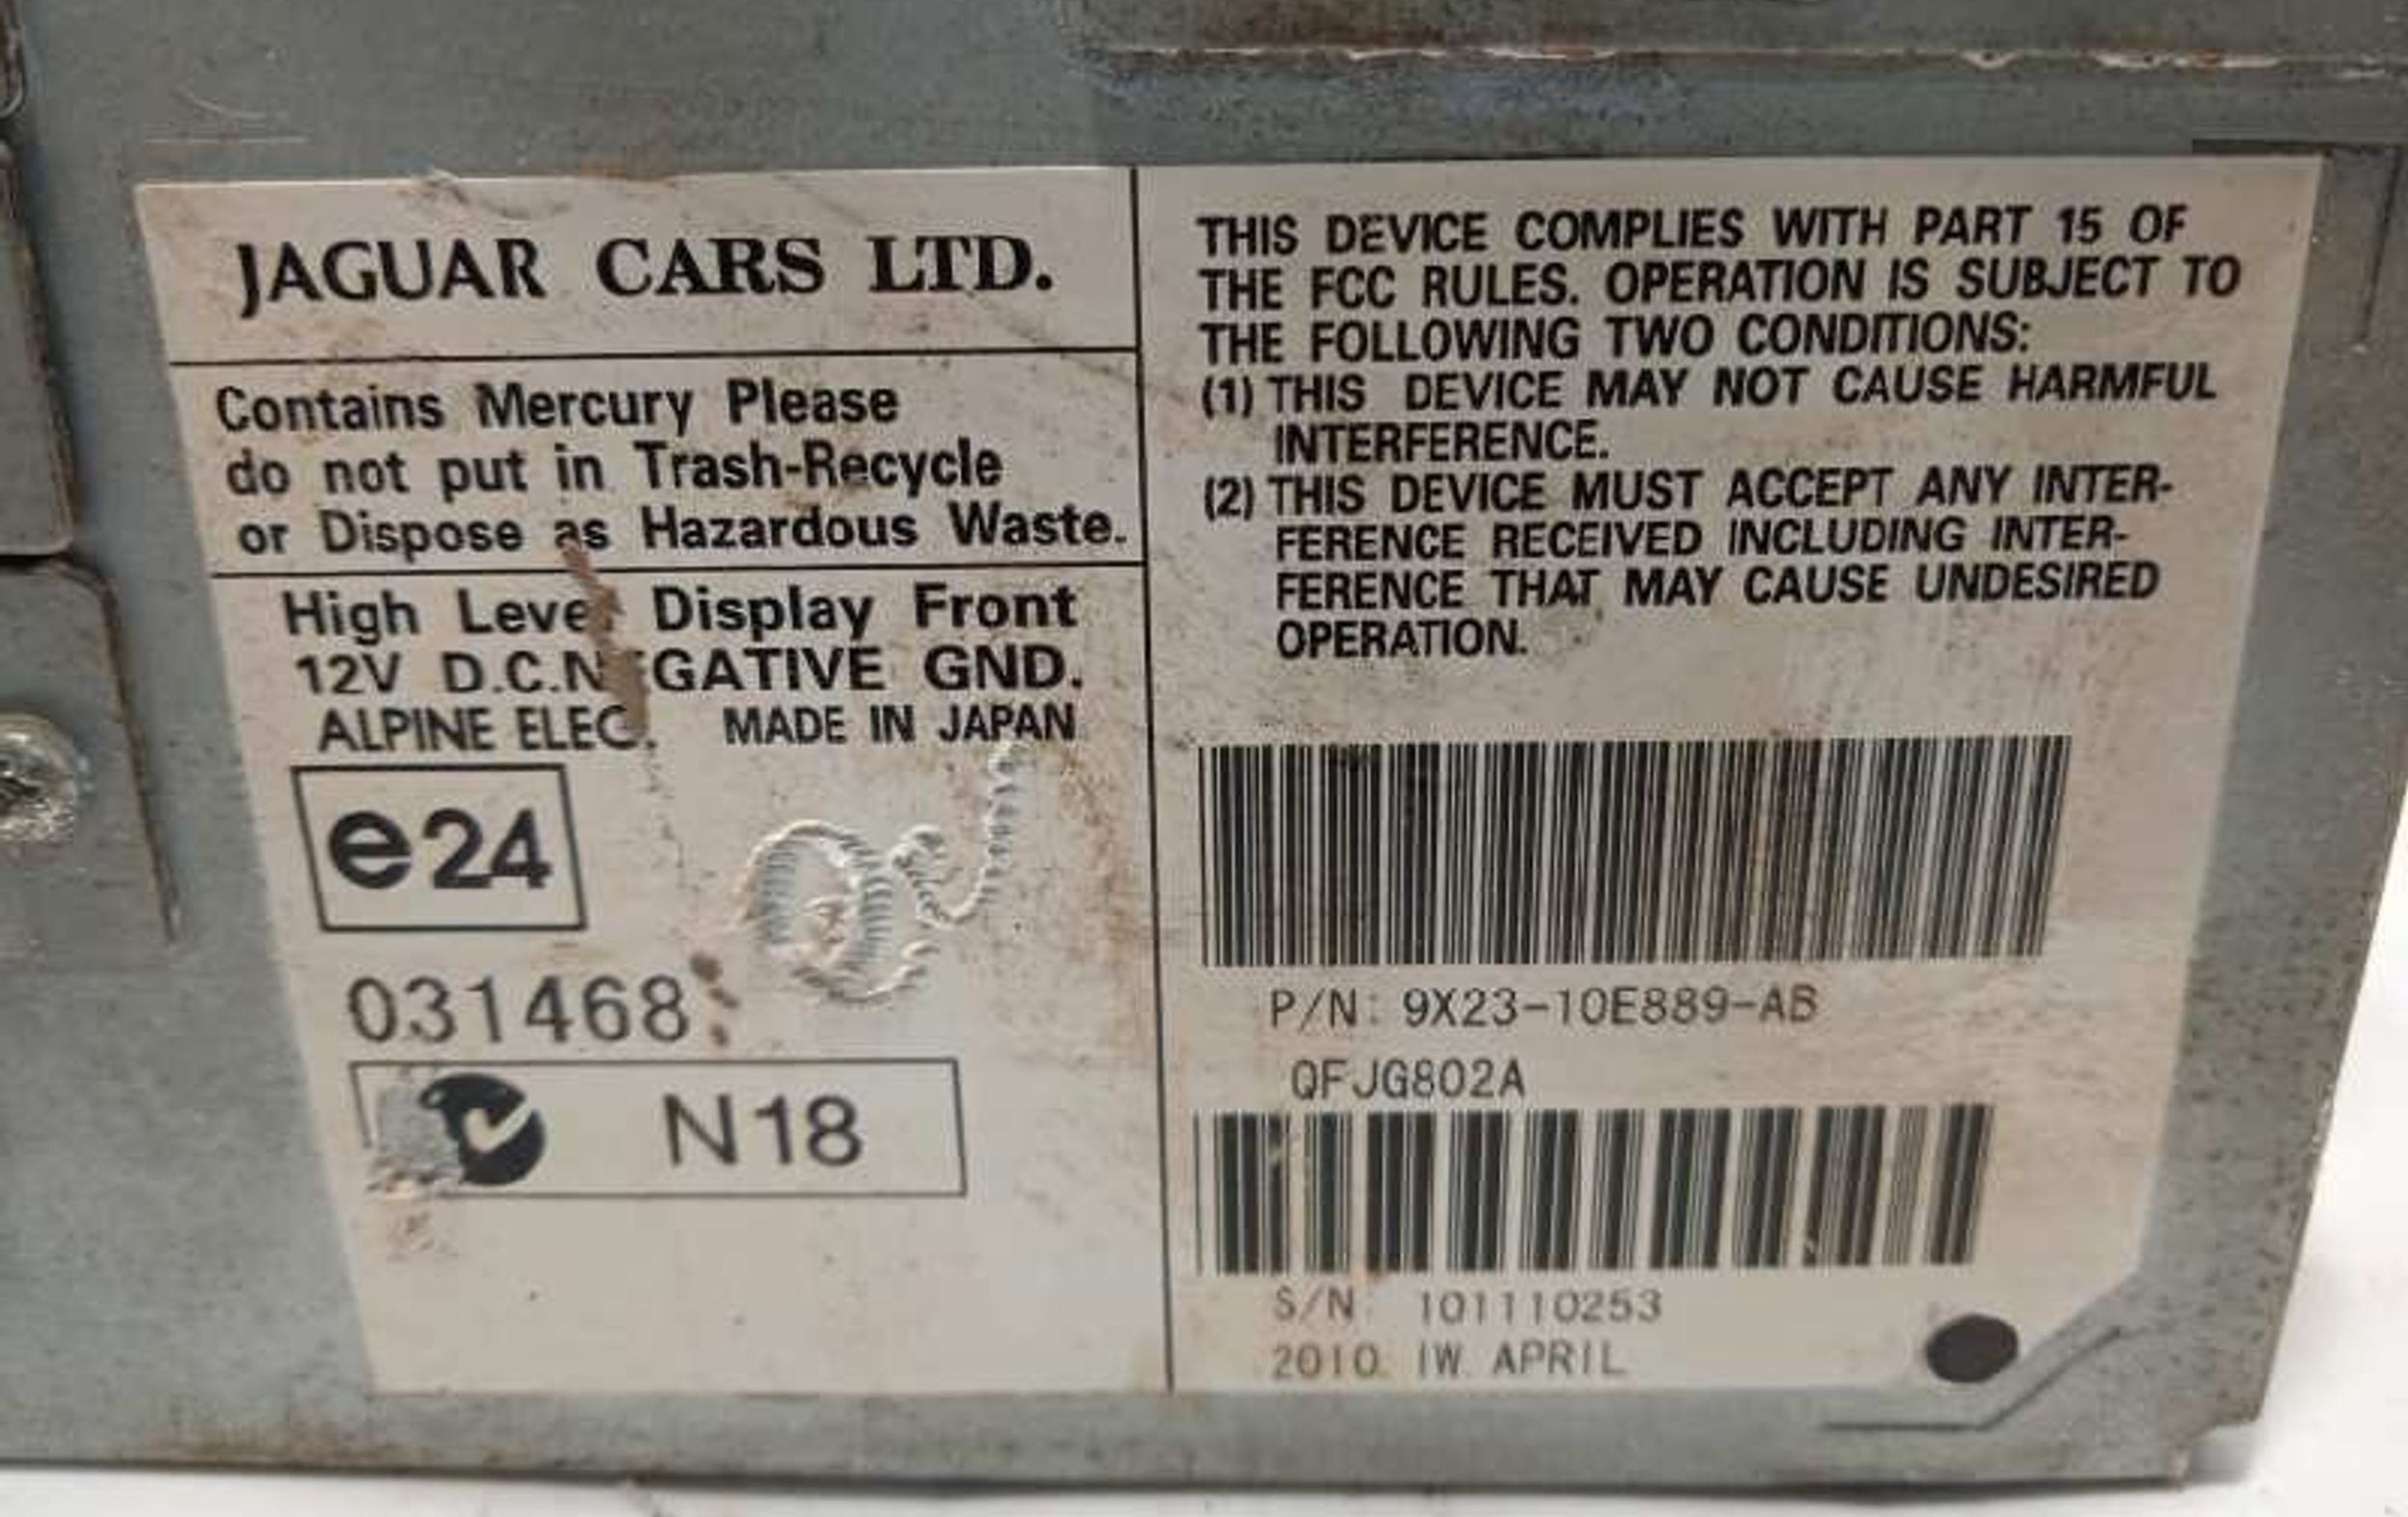 JAGUAR CARS LTD.
Contains Mercury Please
do not put in Trash-Recycle
or Dispose as Hazardous Waste.
High Level Display Front
12V D.C.NEGATIVE GND.
ALPINE ELEC. MADE IN JAPAN
e24
031468
N18
THIS DEVICE COMPLIES WITH PART 15 OF
THE FCC RULES. OPERATION IS SUBJECT TO
THE FOLLOWING TWO CONDITIONS:
(1) THIS DEVICE MAY NOT CAUSE HARMFUL
INTERFERENCE.
(2) THIS DEVICE MUST ACCEPT ANY INTER-
FERENCE RECEIVED INCLUDING INTER-
FERENCE THAT MAY CAUSE UNDESIRED
OPERATION.
P/N: 9X23-10E889-AB
QFJG802A
S/N: 101110253
2010. 1W. APRIL